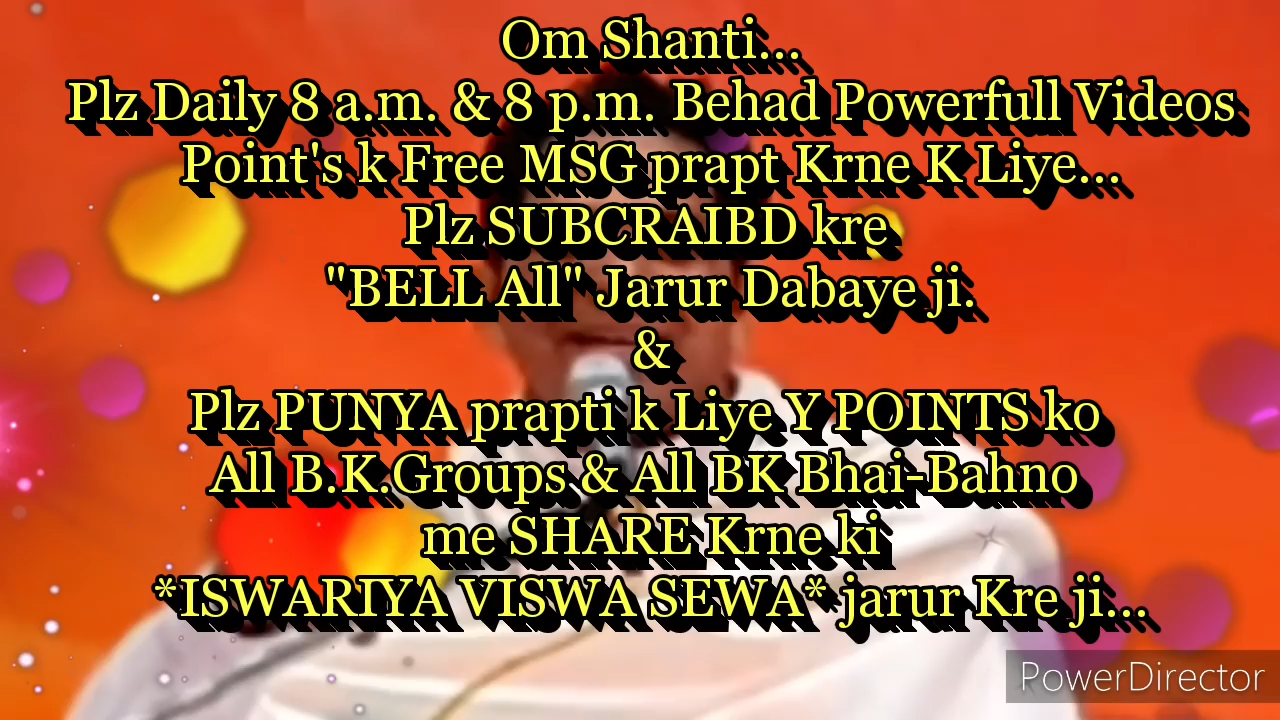 Om Shanti...
Plz Daily 8 a.m. & 8 p.m. Behad Powerfull Videos
Point's k Free MSG prapt Krne K Liye...
Plz SUBCRAIBD kre
"BELL All" Jarur Dabaye ji.
&
Plz PUNYA prapti k Liye Y POINTS ko
All B.K.Groups & All BK Bhai-Bahno
me SHARE Krne ki
*ISWARIYA VISWA SEWA* jarur Kre ji...
PowerDirector